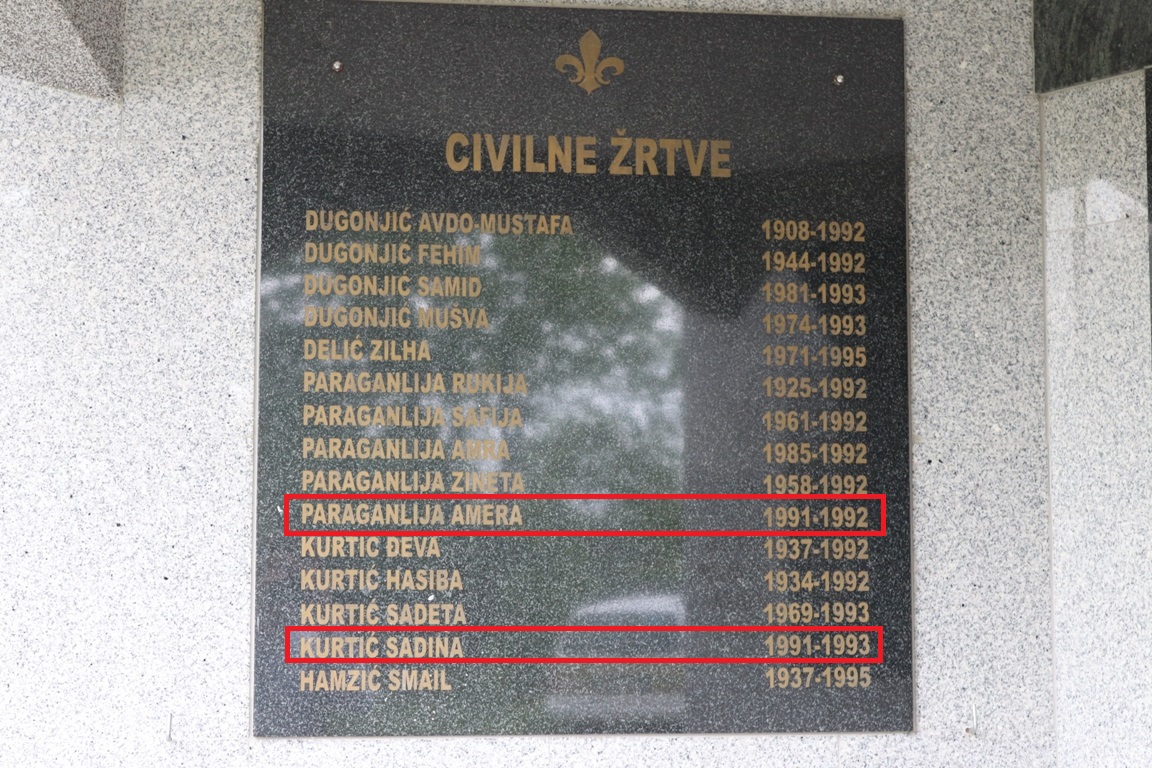 CIVILNE ŽRTVE
DUGONJIĆ AVDO-MUSTAFA 1908-1992
DUGONJIĆ FEHIM 1944-1992
DUGONJIĆ SAMID 1981-1993
DUGONJIĆ MUŠVA 1974-1993
DELIĆ ZILHA 1971-1995
PARAGANLIJA RUKIJA 1925-1992
PARAGANLIJA SAFIJA 1961-1992
PARAGANLIJA AMRA 1985-1992
PARAGANLIJA ZINETA 1958-1992
PARAGANLIJA AMERA 1991-1992
KURTIĆ ĐEVA 1937-1992
KURTIĆ HASIBA 1934-1992
KURTIĆ SADETA 1969-1993
KURTIĆ SADINA 1991-1993
HAMZIĆ SMAIL 1937-1995